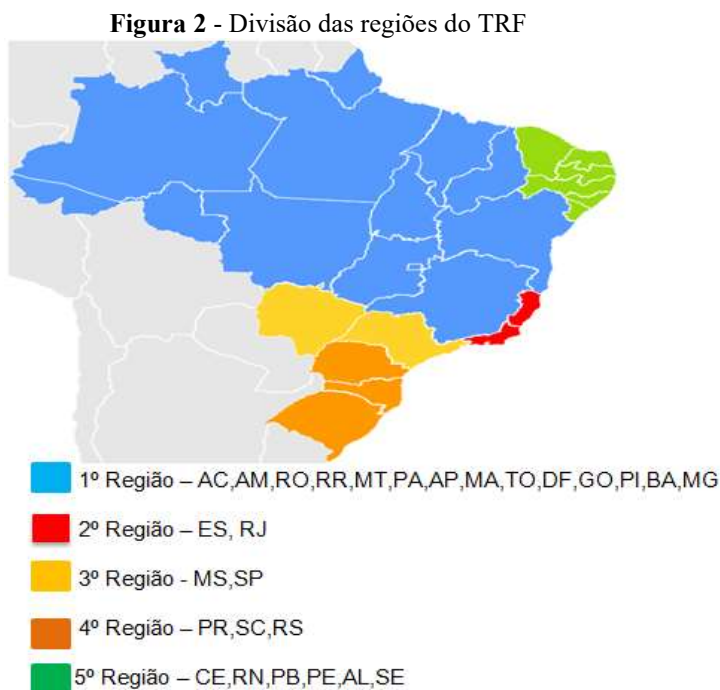 Figura 2 - Divisão das regiões do TRF
1º Região – AC,AM,RO,RR,MT,PA,AP,MA,TO,DF,GO,PI,BA,MG
2º Região – ES, RJ
3º Região - MS,SP
4º Região – PR,SC,RS
5º Região – CE,RN,PB,PE,AL,SE